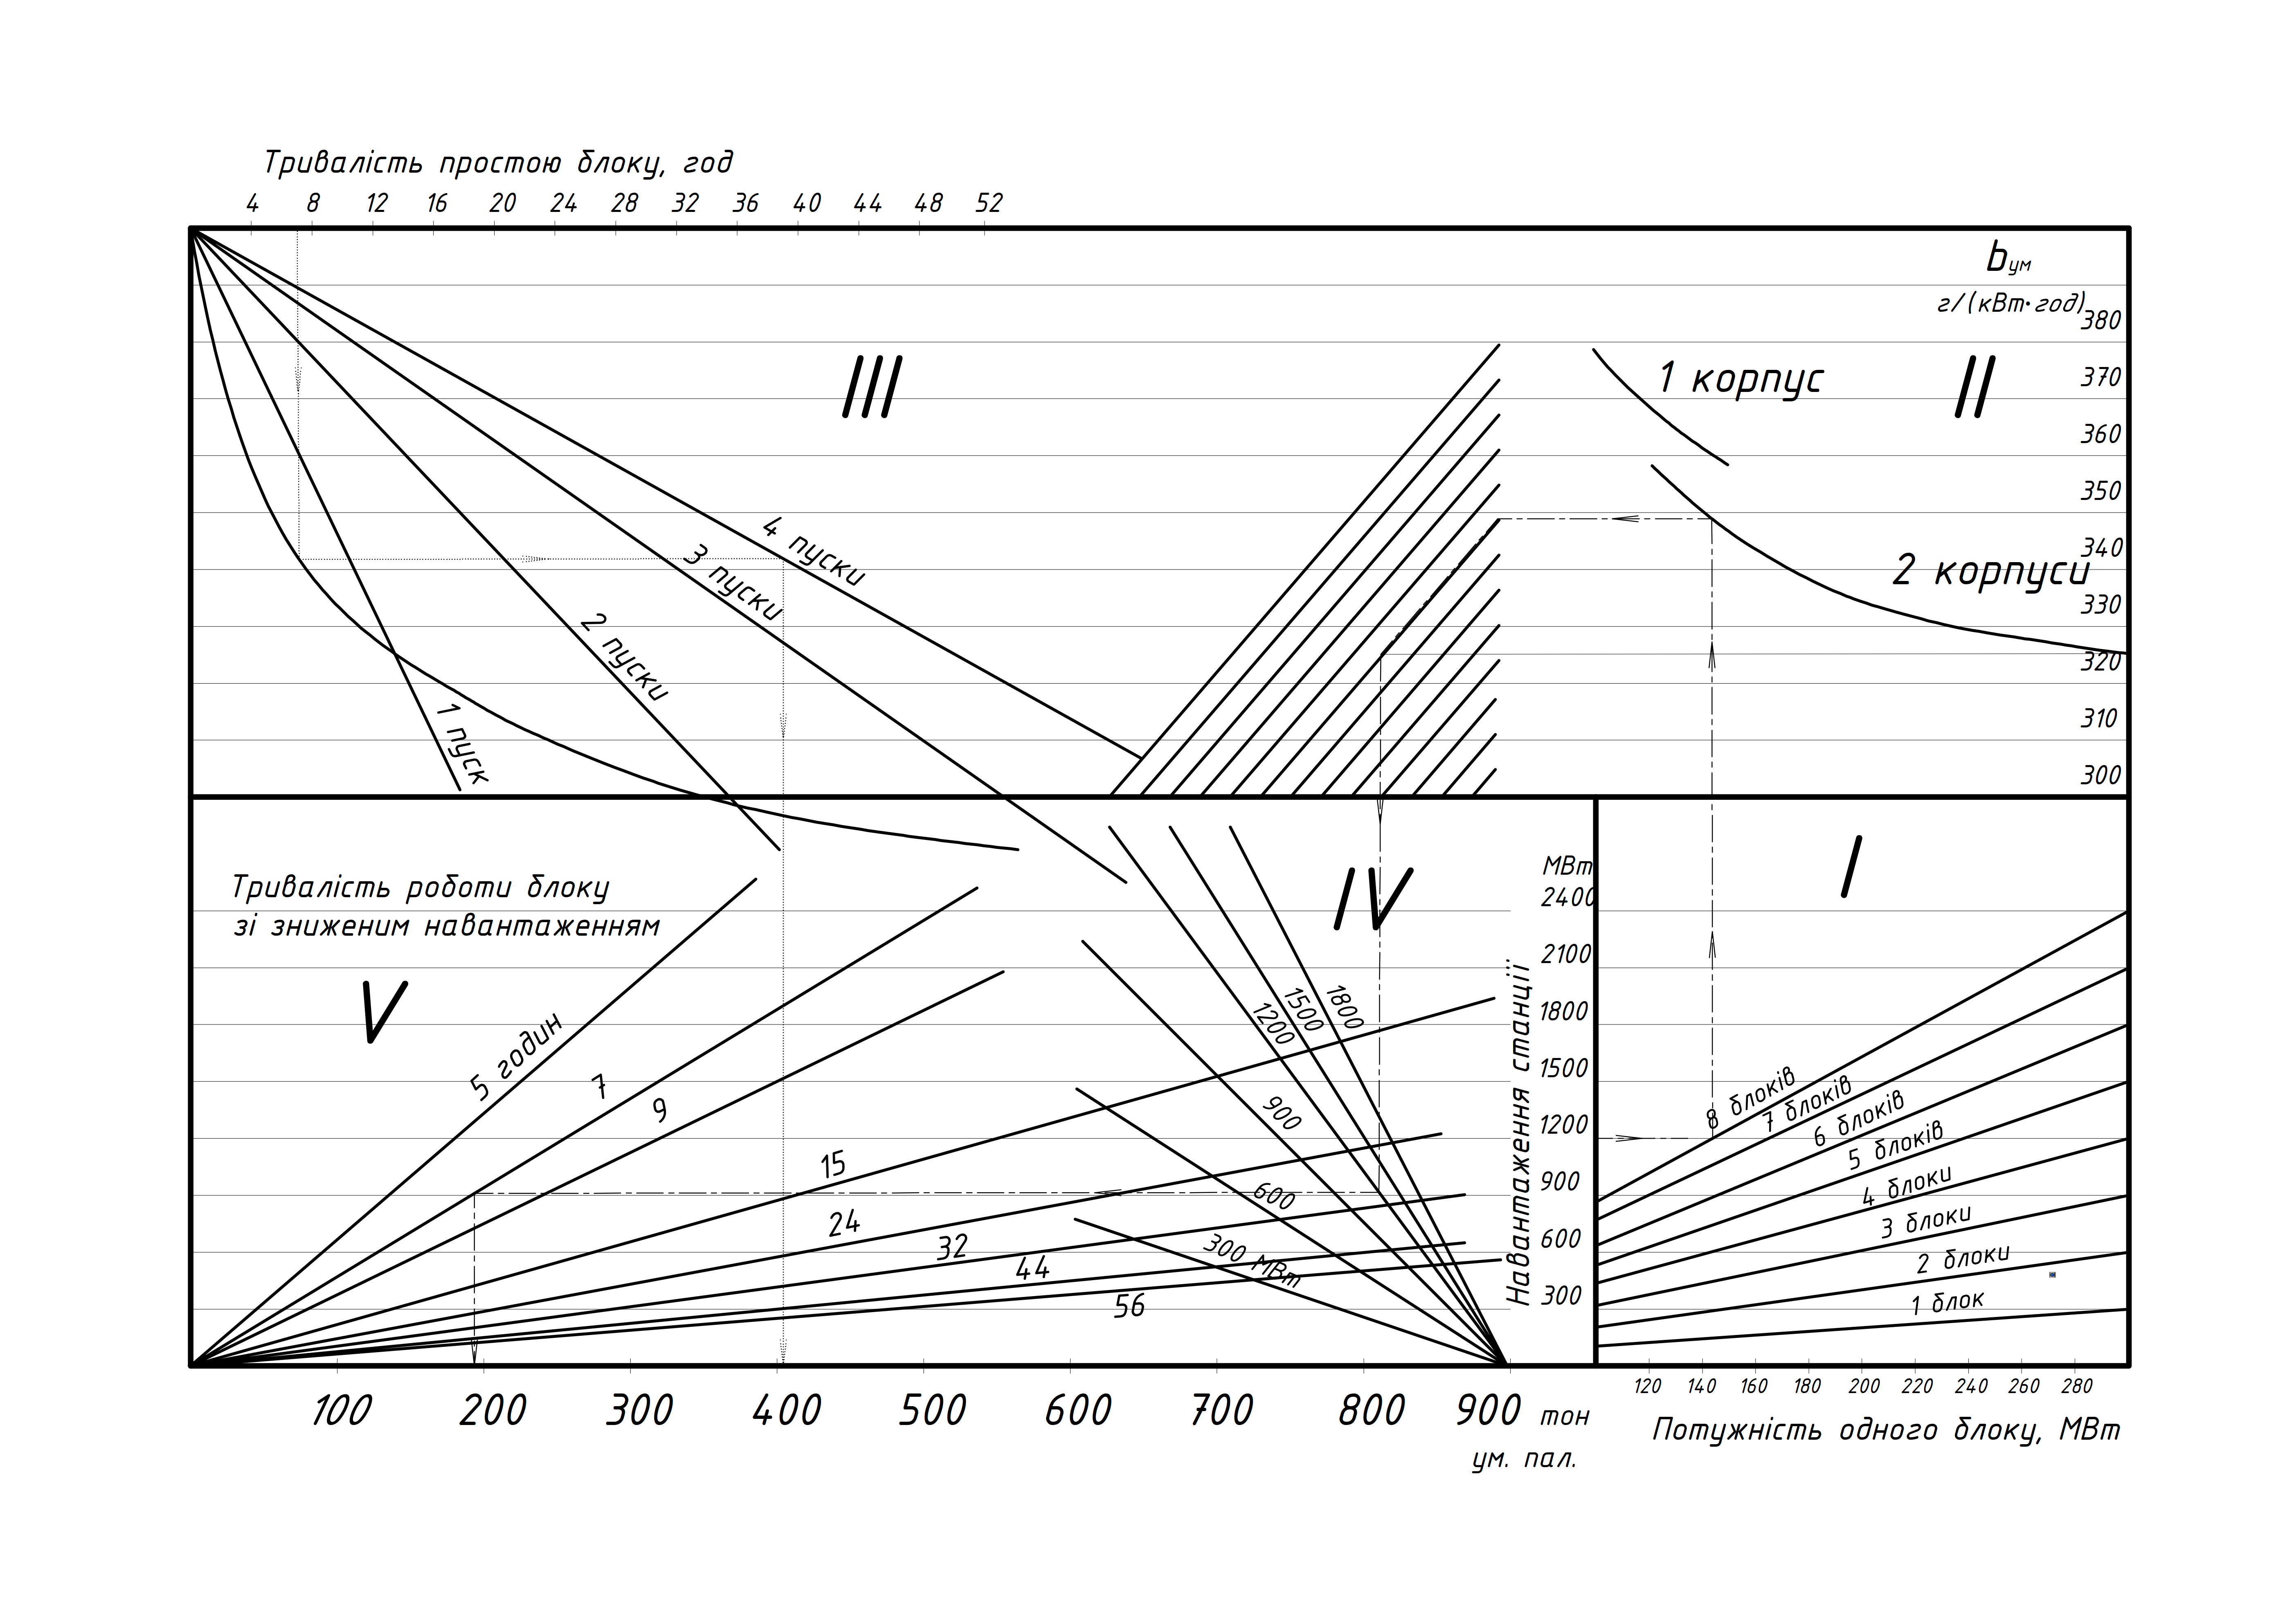 Тривалість простою блоку, год
4 8 12 16 20 24 28 32 36 40 44 48 52
bум
г/(кВт·год)
380
370
360
350
340
330
320
310
300
III
1 корпус
II
2 корпуси
4 пуски
3 пуски
2 пуски
1 пуск
Тривалість роботи блоку
зі зниженим навантаженням
V
IV
I
5 годин
7
9
15
24
32
44
56
1800
1500
1200
900
600
300 МВт
Навантаження станції
МВт
2400
2100
1800
1500
1200
900
600
300
8 блоків
7 блоків
6 блоків
5 блоків
4 блоки
3 блоки
2 блоки
1 блок
120 140 160 180 200 220 240 260 280
Потужність одного блоку, МВт
100 200 300 400 500 600 700 800 900 тон
ум. пал.